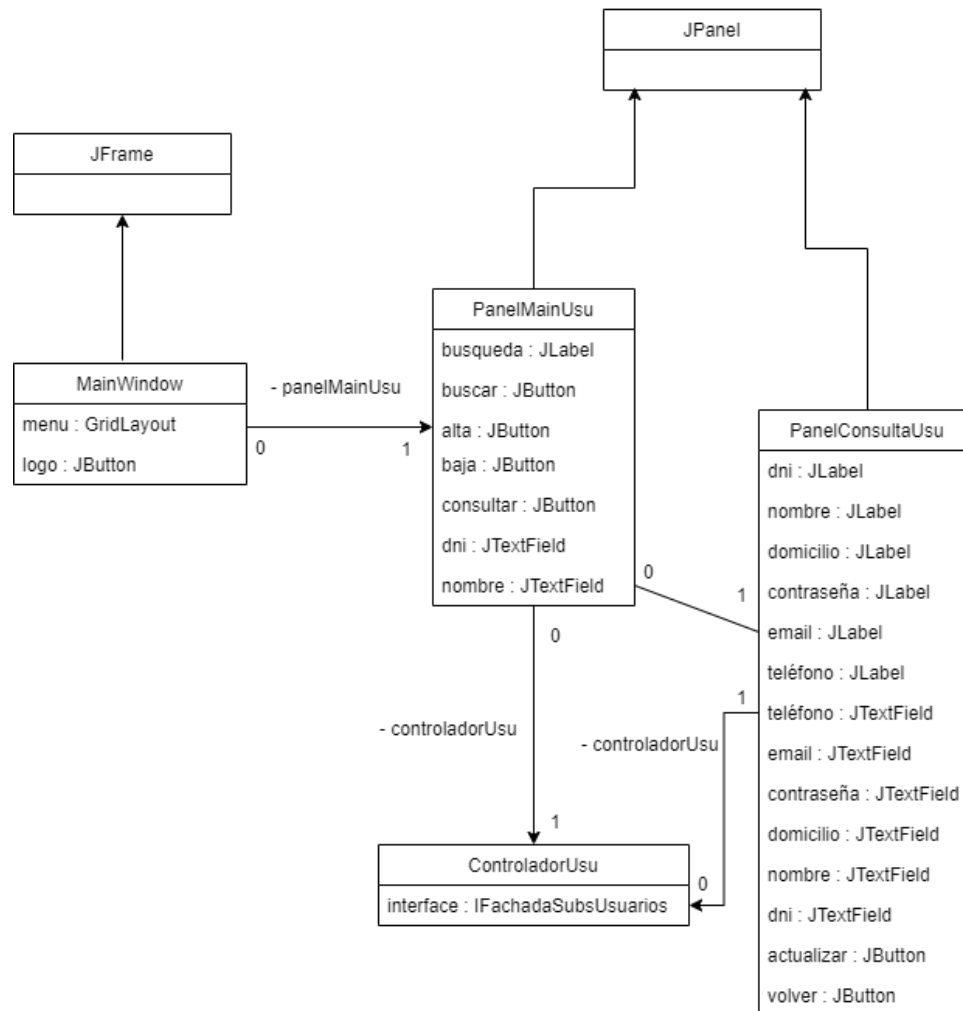 JPanel
JFrame
PanelMainUsu
busqueda : JLabel
buscar : JButton
alta : JButton
baja : JButton
consultar : JButton
dni : JTextField
nombre : JTextField
MainWindow
menu : GridLayout
logo : JButton
- panelMainUsu
0
1
PanelConsultaUsu
dni : JLabel
nombre : JLabel
domicilio : JLabel
contraseña : JLabel
email : JLabel
teléfono : JLabel
teléfono : JTextField
email : JTextField
contraseña : JTextField
domicilio : JTextField
nombre : JTextField
dni : JTextField
actualizar : JButton
volver : JButton
0
1
0
- controladorUsu
1
1
- controladorUsu
0
ControladorUsu
interface : IFachadaSubsUsuarios